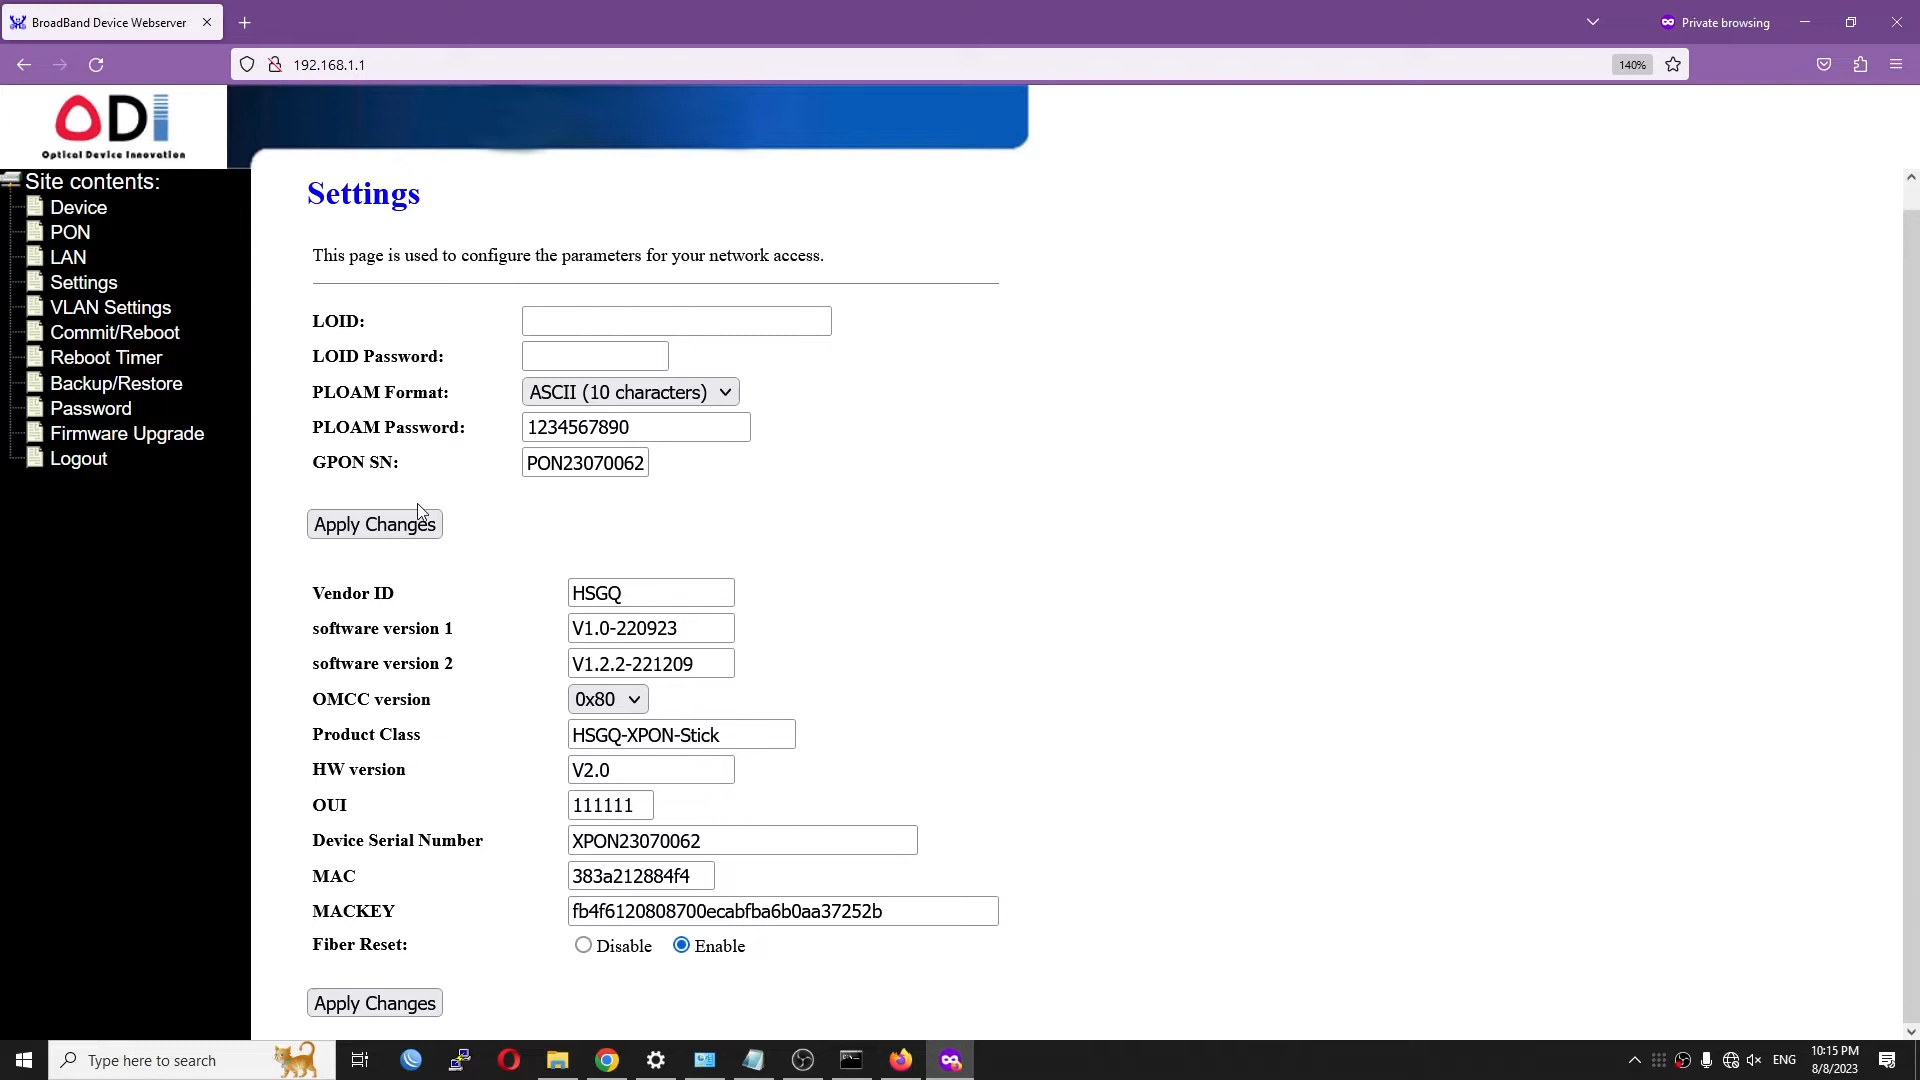 BroadBand Device Webserver
Private browsing
192.168.1.1
140%
ODI
Optical Device Innovation
Site contents:
Device
PON
LAN
Settings
VLAN Settings
Commit/Reboot
Reboot Timer
Backup/Restore
Password
Firmware Upgrade
Logout
Settings
This page is used to configure the parameters for your network access.
LOID:
LOID Password:
PLOAM Format: ASCII (10 characters)
PLOAM Password: 1234567890
GPON SN: PON23070062
Apply Changes
Vendor ID HSGQ
software version 1 V1.0-220923
software version 2 V1.2.2-221209
OMCC version 0x80
Product Class HSGQ-XPON-Stick
HW version V2.0
OUI 111111
Device Serial Number XPON23070062
MAC 383a212884f4
MACKEY fb4f6120808700ecabfba6b0aa37252b
Fiber Reset: Disable Enable
Apply Changes
Type here to search
ENG
10:15 PM
8/8/2023